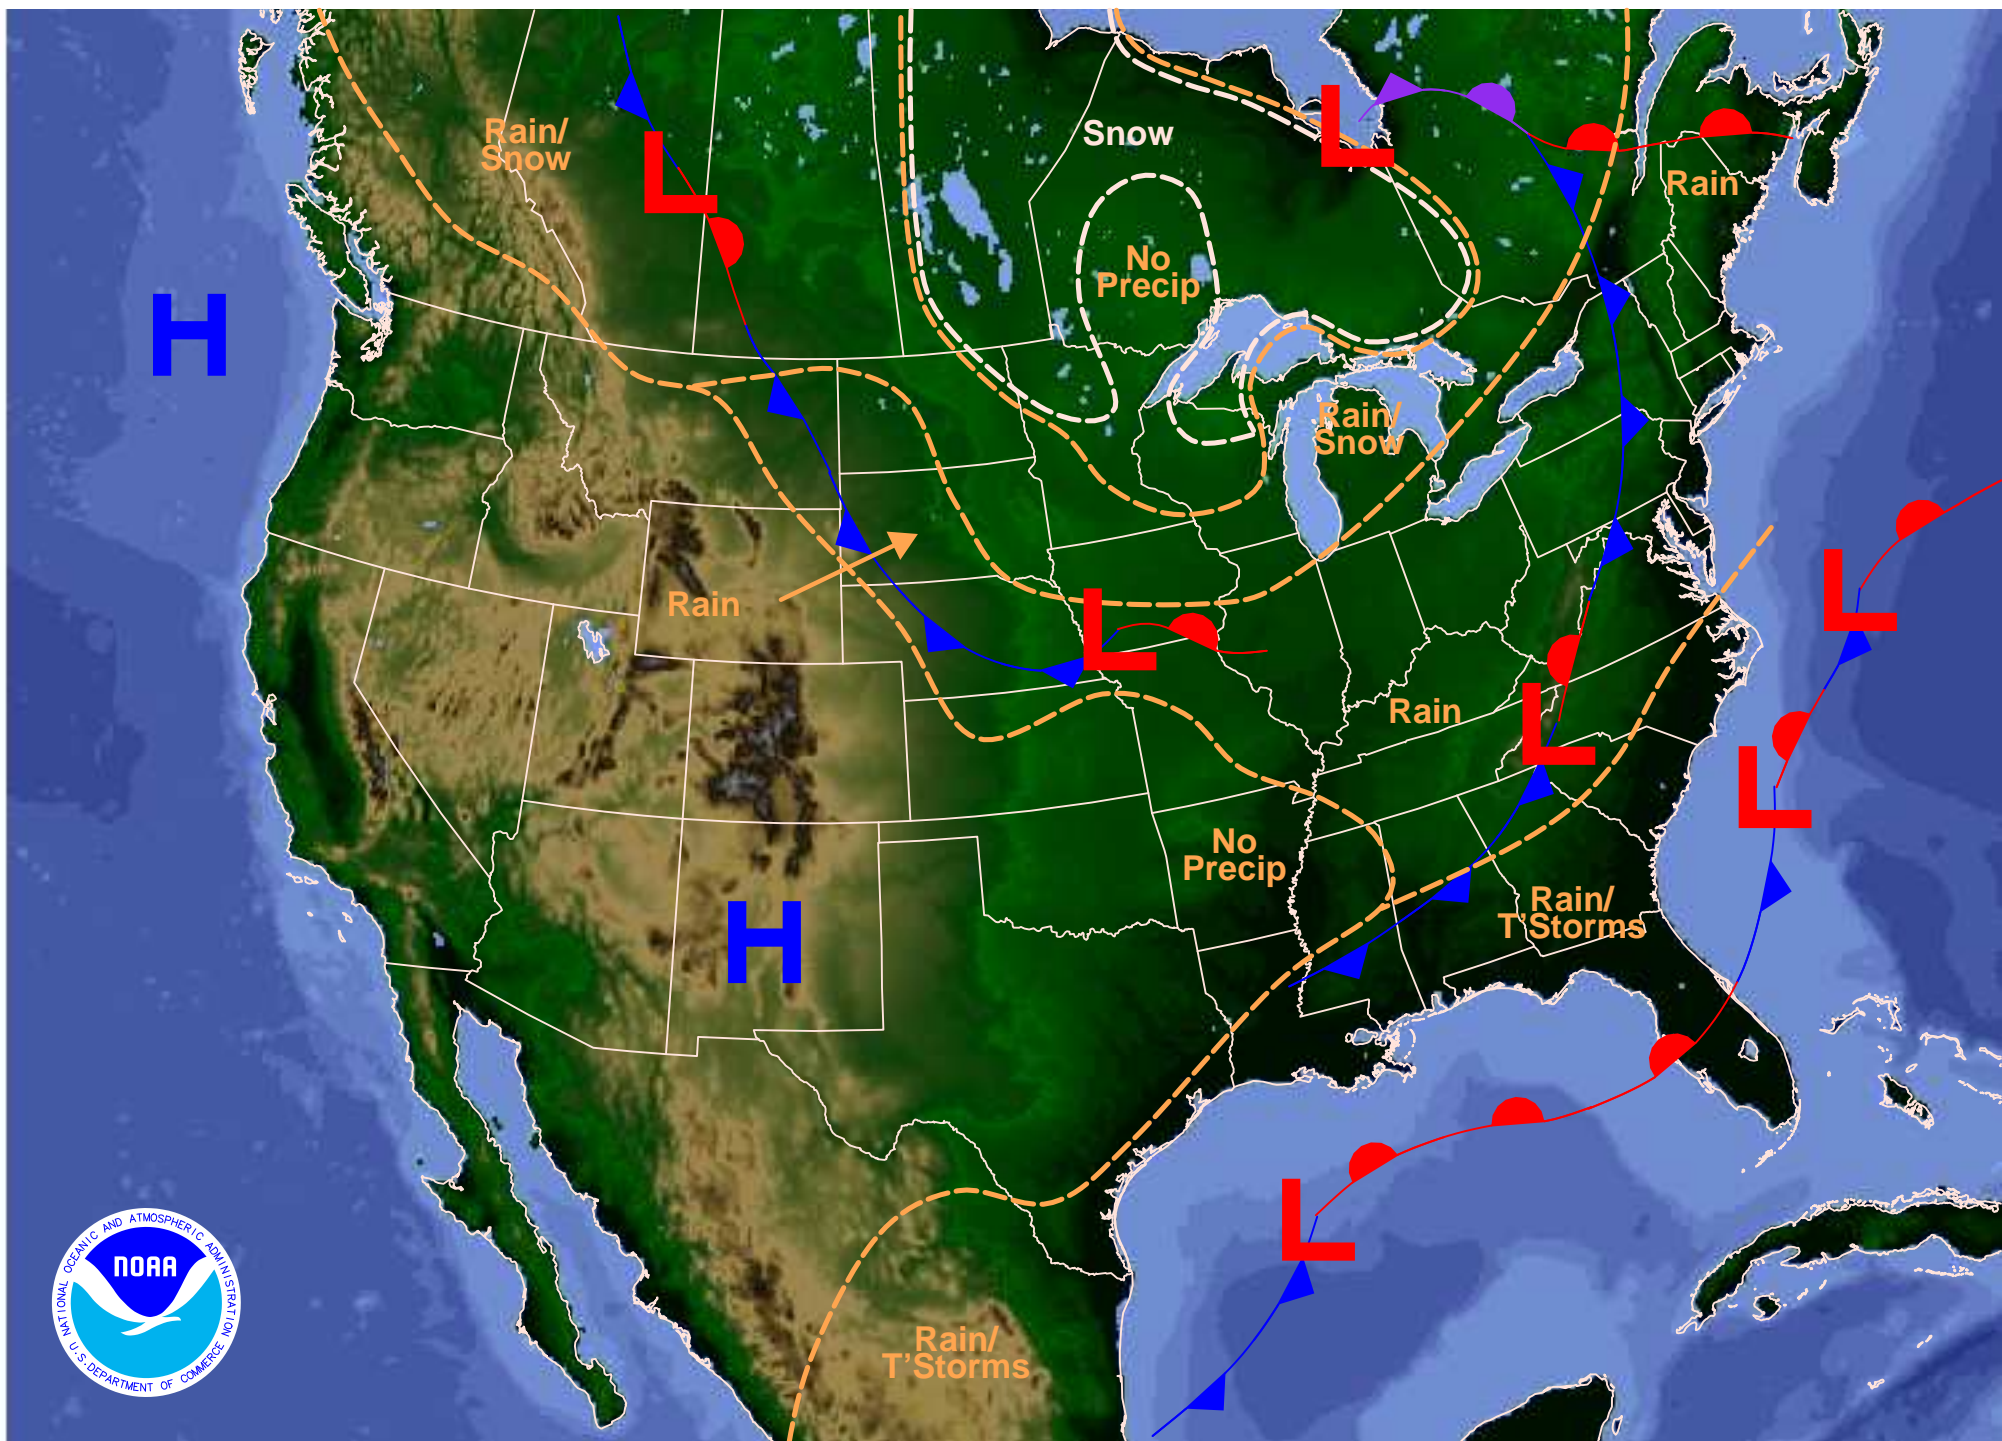 Rain/
Snow
Snow
Rain
No
Precip
Rain/
Snow
Rain
Rain
No
Precip
Rain/
T'Storms
Rain/
T'Storms
H
H
L
L
L
L
L
L
L
NATIONAL OCEANIC AND ATMOSPHERIC ADMINISTRATION
NOAA
U.S. DEPARTMENT OF COMMERCE